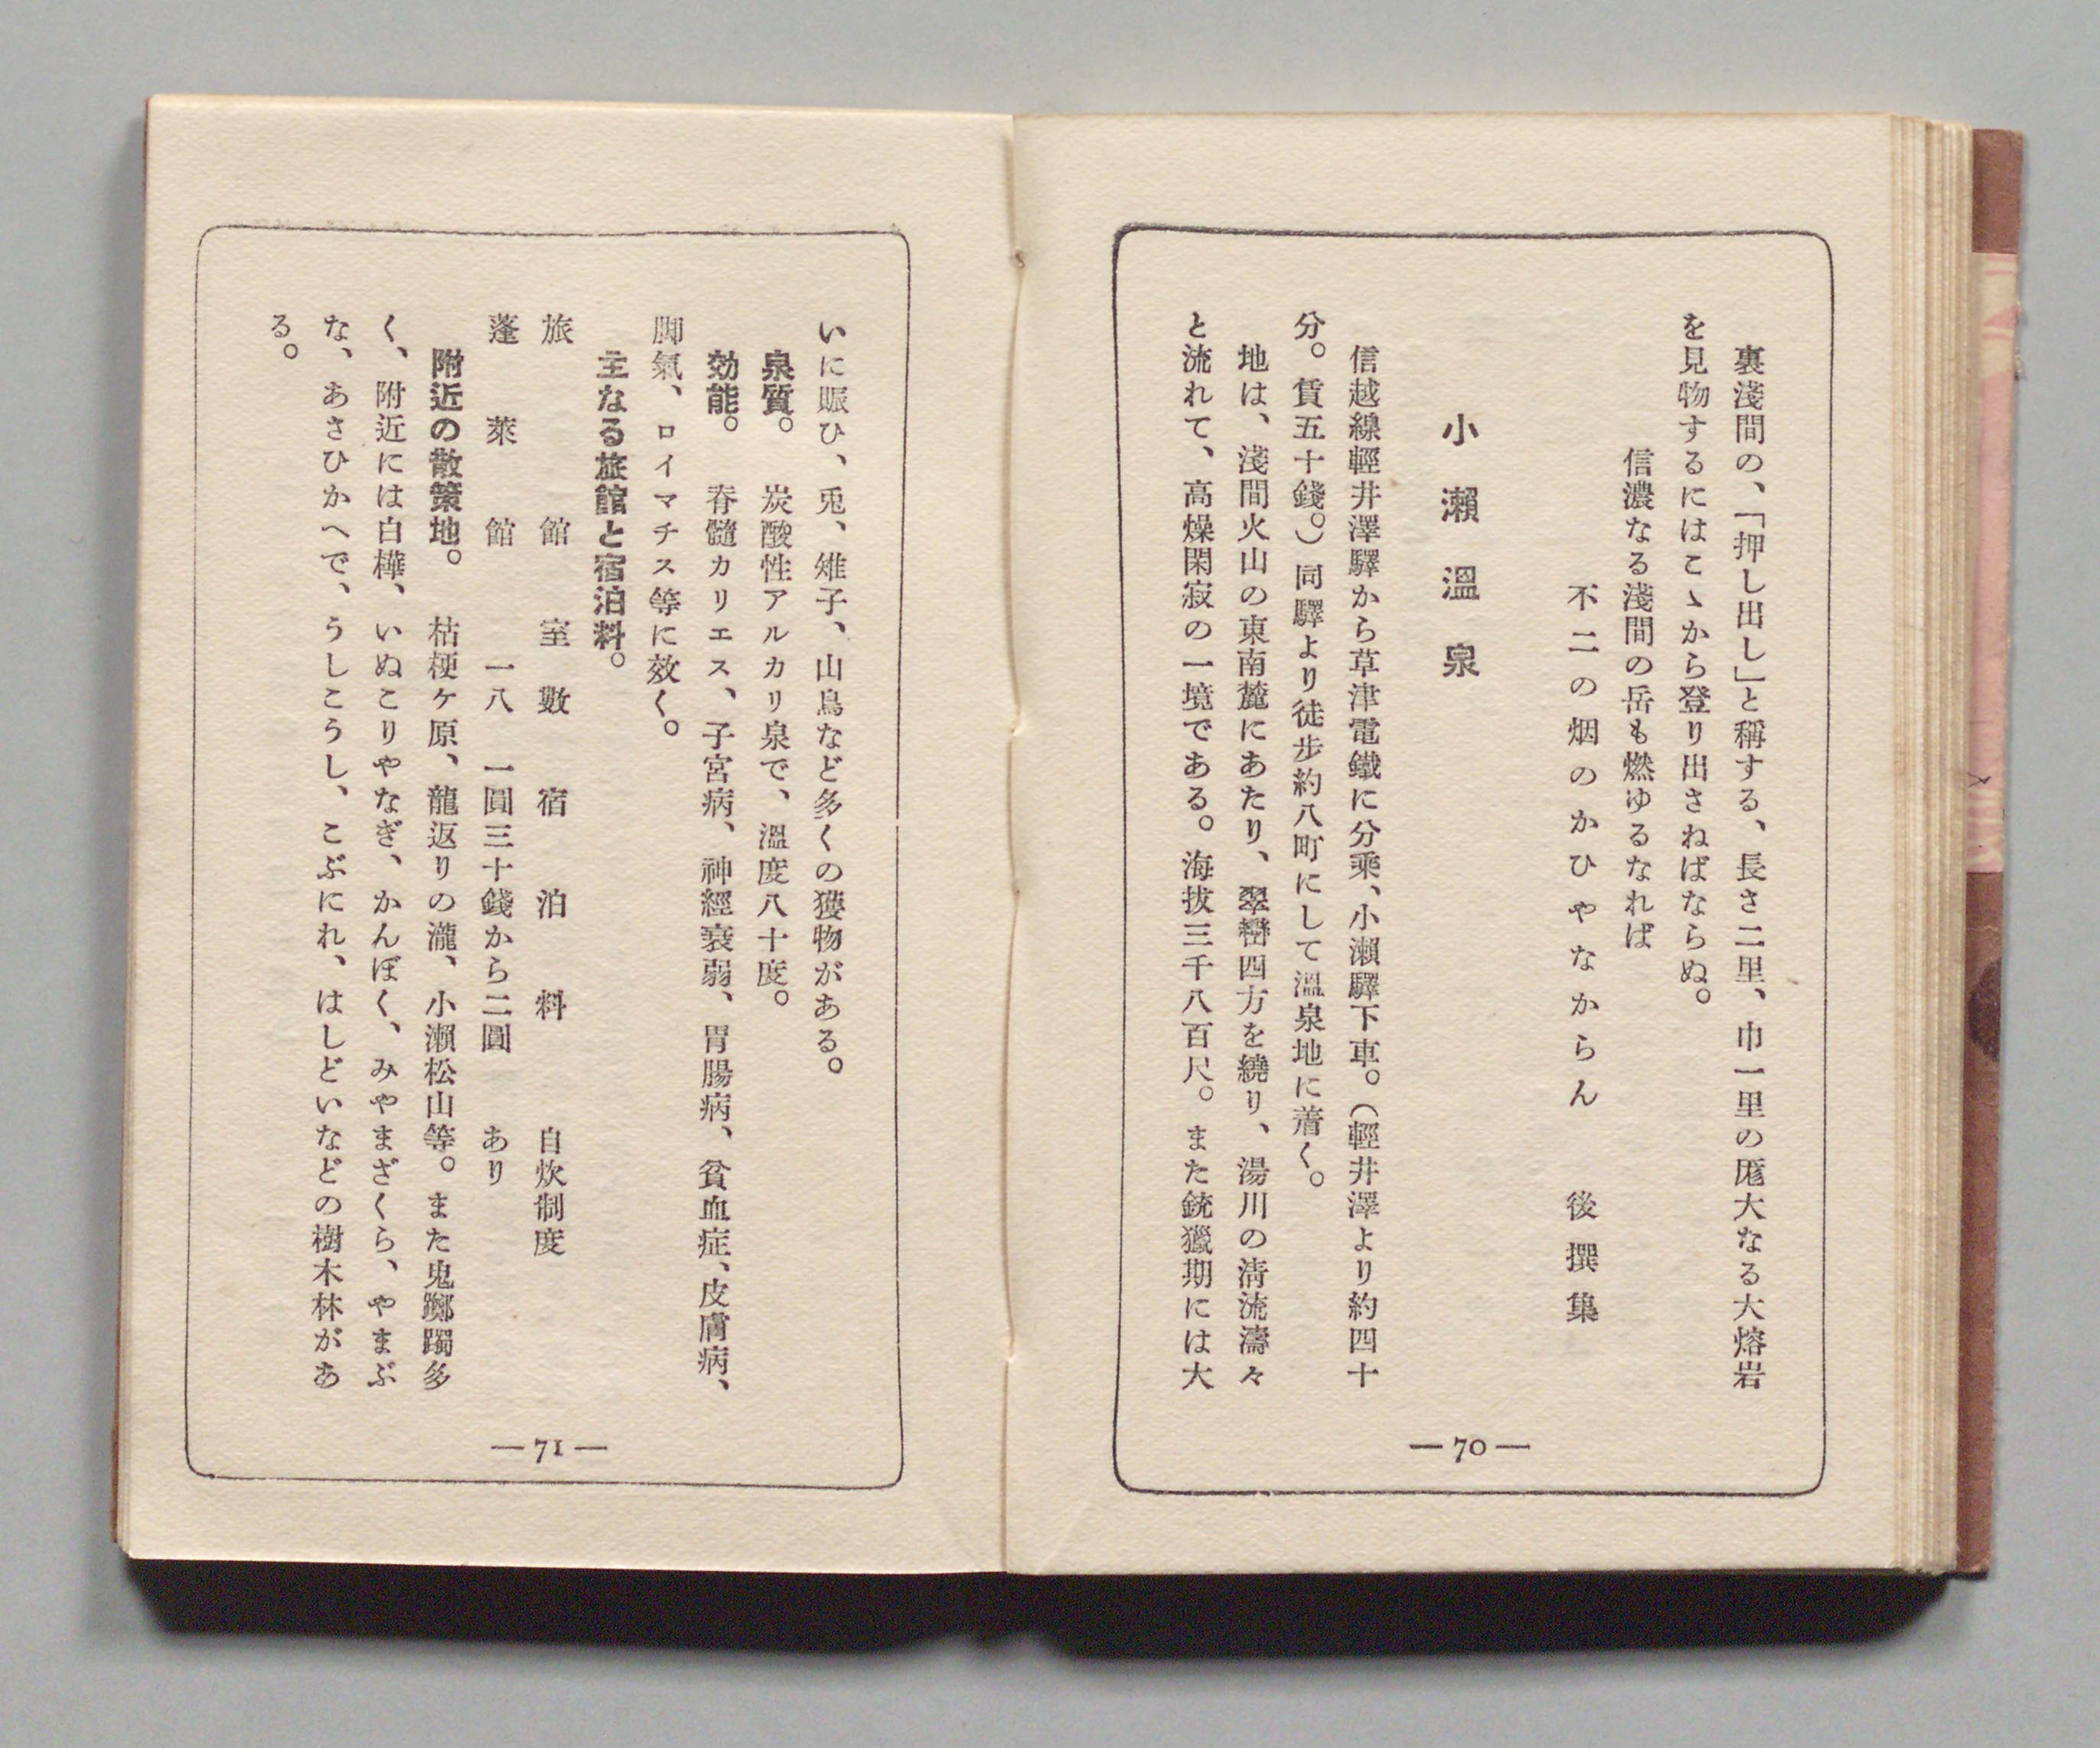 裏淺間の、「押し出し」と稱する、長さ二里、巾一里の厖大なる大熔岩
を見物するにはこゝから登り出さねばならぬ。
信濃なる淺間の岳も燃ゆるなれば
不二の烟のかひやなからん　後撰集
小瀨溫泉
信越線輕井澤驛から草津電鐵に分乘、小瀨驛下車。（輕井澤より約四十
分。賃五十錢。）同驛より徒步約八町にして溫泉地に着く。
地は、淺間火山の東南麓にあたり、翠巒四方を繞り、湯川の淸流濤々
と流れて、高燥閑寂の一境である。海拔三千八百尺。また銃獵期には大
— 70 —
いに賑ひ、兎、雉子、山鳥など多くの獲物がある。
泉質。　炭酸性アルカリ泉で、溫度八十度。
効能。　脊髓カリエス、子宮病、神經衰弱、胃腸病、貧血症、皮膚病、
脚氣、ロイマチス等に效く。
主なる旅館と宿泊料。
旅館　室數　宿泊料　自炊制度
蓬萊館　一八　一圓三十錢から二圓　あり
附近の散策地。　枯梗ヶ原、龍返りの瀧、小瀨松山等。また鬼躑躅多
く、附近には白樺、いぬこりやなぎ、かんぼく、みやまざくら、やまぶ
な、あさひかへで、うしこうし、こぶにれ、はしどいなどの樹木林があ
る。
— 71 —